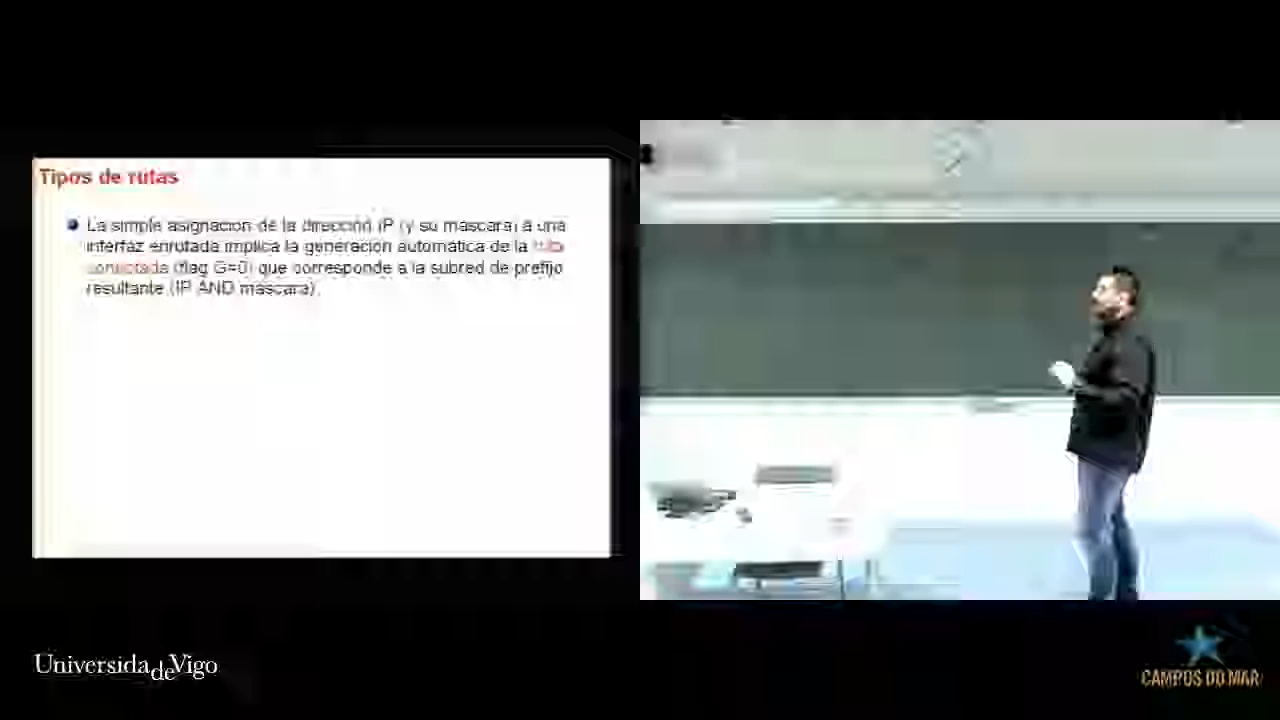 Tipos de rutas
La simple asignación de la dirección IP (y su máscara) a una
interfaz enrutada implica la generación automática de la ruta
conectada (flag G=0) que corresponde a la subred de prefijo
resultante (IP AND máscara).
Universidade Vigo
CAMPOS DO MAR